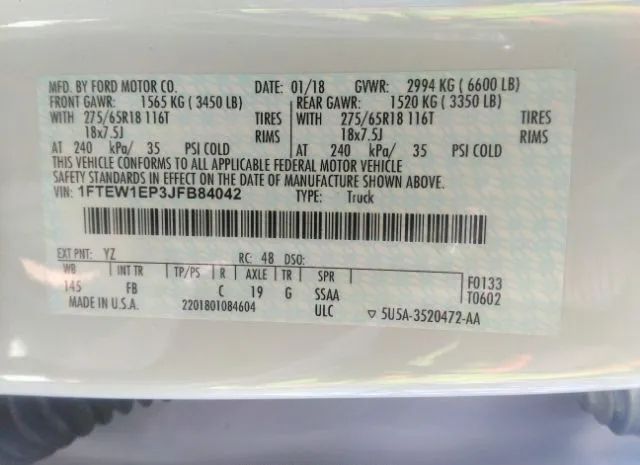 MFD. BY FORD MOTOR CO. DATE: 01/18 GVWR: 2994 KG ( 6600 LB)
FRONT GAWR: 1565 KG ( 3450 LB) REAR GAWR: 1520 KG ( 3350 LB)
WITH 275/65R18 116T TIRES WITH 275/65R18 116T TIRES
18x7.5J RIMS 18x7.5J RIMS
AT 240 kPa/ 35 PSI COLD AT 240 kPa/ 35 PSI COLD
THIS VEHICLE CONFORMS TO ALL APPLICABLE FEDERAL MOTOR VEHICLE
SAFETY STANDARDS IN EFFECT ON THE DATE OF MANUFACTURE SHOWN ABOVE.
VIN: 1FTEW1EP3JFB84042 TYPE: Truck
EXT PNT: YZ RC: 48 DSO:
WB INT TR TP/PS R AXLE TR SPR F0133
145 FB C 19 G SSAA T0602
MADE IN U.S.A. 2201801084604 ULC ▽ 5U5A-3520472-AA